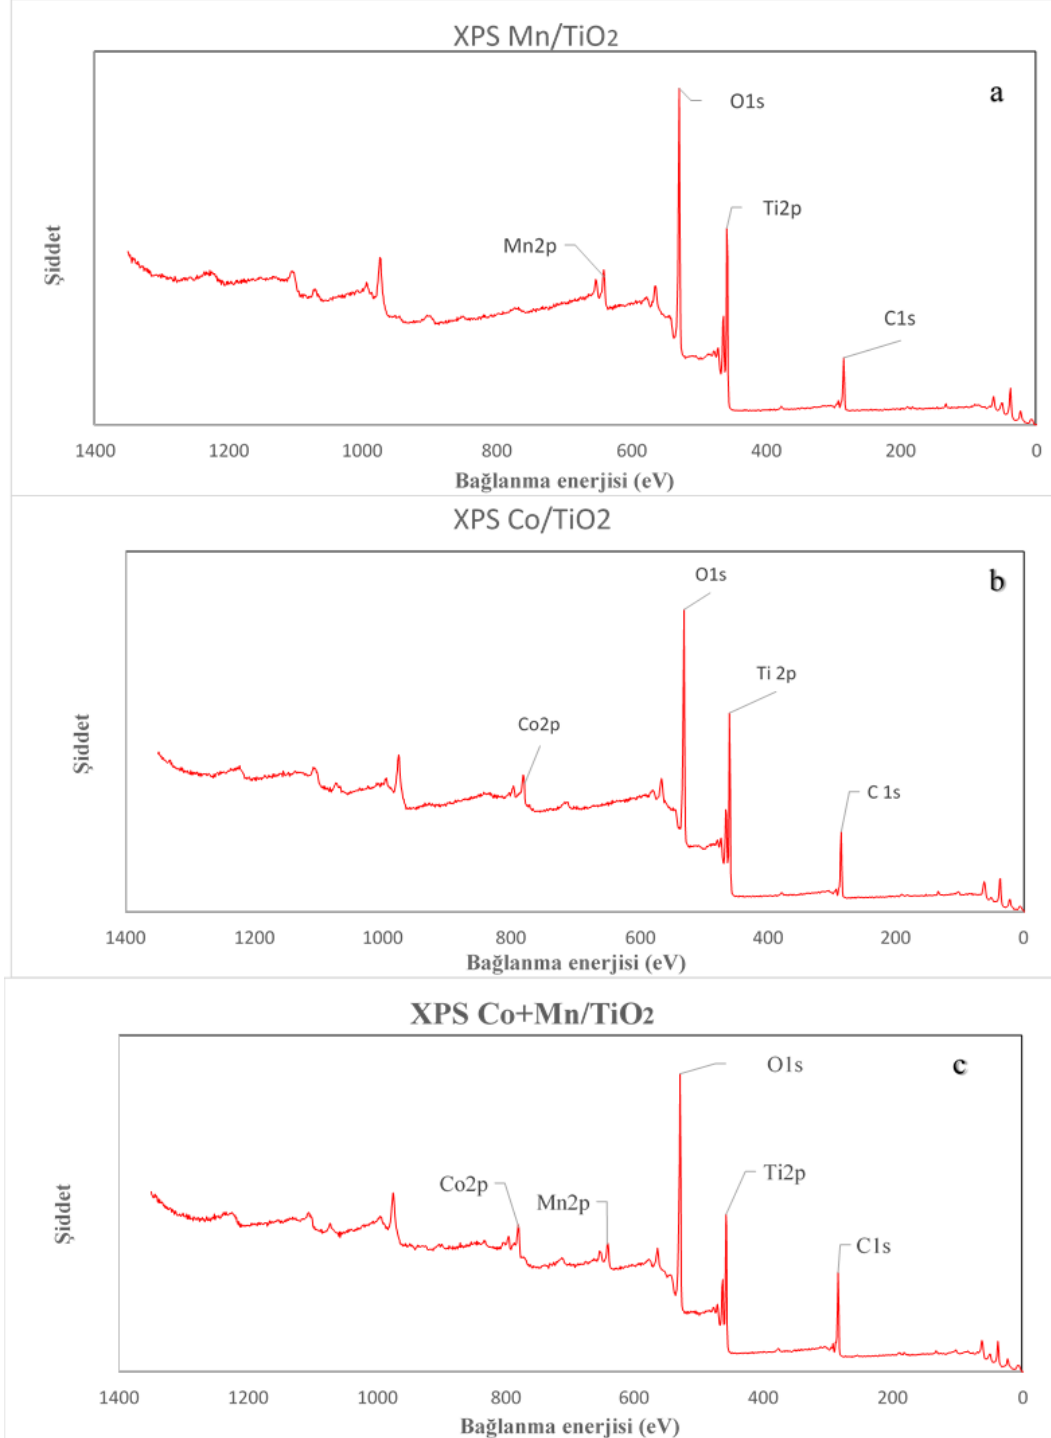 XPS Mn/TiO2
a
O1s
Ti2p
Mn2p
C1s
Şiddet
1400 1200 1000 800 600 400 200 0
Bağlanma enerjisi (eV)
XPS Co/TiO2
b
O1s
Ti 2p
Co2p
C 1s
Şiddet
1400 1200 1000 800 600 400 200 0
Bağlanma enerjisi (eV)
XPS Co+Mn/TiO2
c
O1s
Ti2p
Co2p
Mn2p
C1s
Şiddet
1400 1200 1000 800 600 400 200 0
Bağlanma enerjisi (eV)